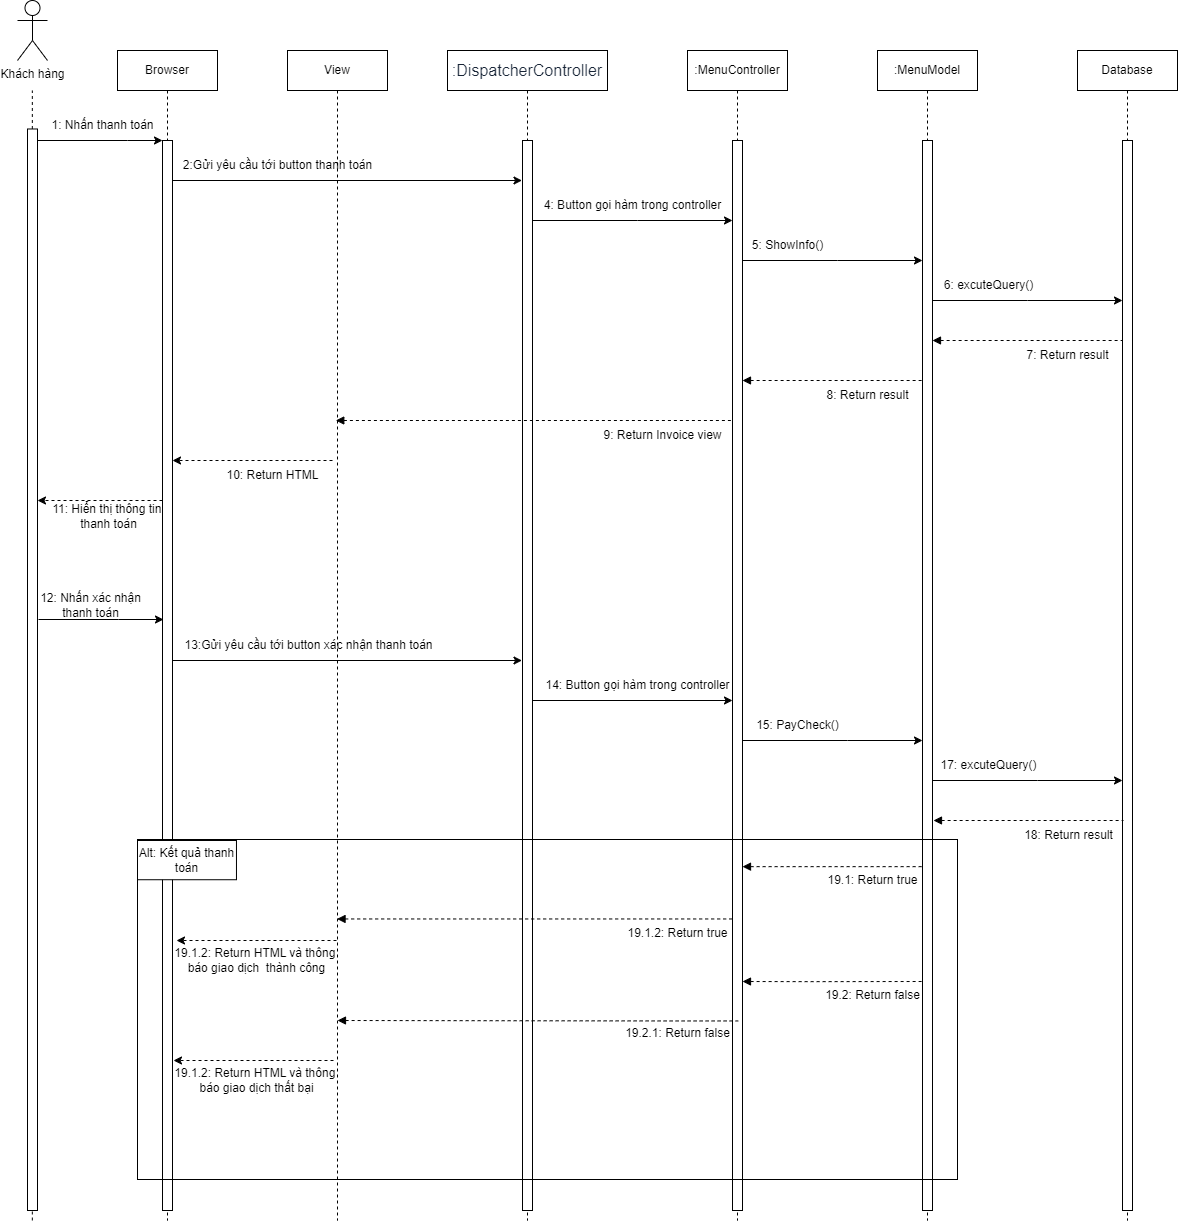 Khách hàng
Browser
View
:DispatcherController
:MenuController
:MenuModel
Database
1: Nhấn thanh toán
2:Gửi yêu cầu tới button thanh toán
4: Button gọi hàm trong controller
5: ShowInfo()
6: excuteQuery()
7: Return result
8: Return result
9: Return Invoice view
10: Return HTML
11: Hiển thị thông tin
thanh toán
12: Nhấn xác nhận
thanh toán
13:Gửi yêu cầu tới button xác nhận thanh toán
14: Button gọi hàm trong controller
15: PayCheck()
17: excuteQuery()
18: Return result
Alt: Kết quả thanh
toán
19.1: Return true
19.1.2: Return true
19.1.2: Return HTML và thông
báo giao dịch thành công
19.2: Return false
19.2.1: Return false
19.1.2: Return HTML và thông
báo giao dịch thất bại